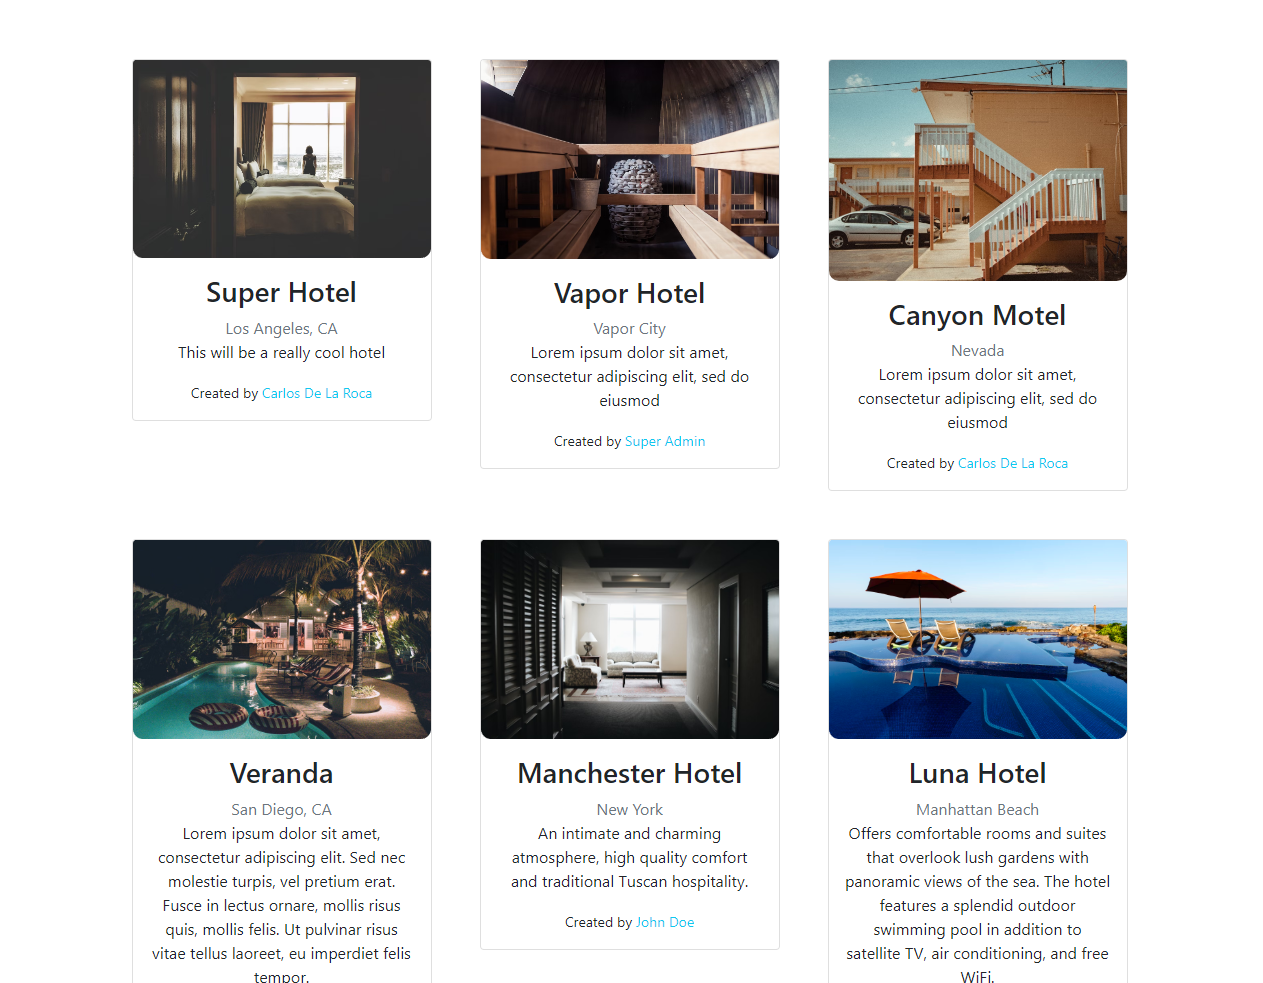 Super Hotel
Los Angeles, CA
This will be a really cool hotel
Created by Carlos De La Roca
Vapor Hotel
Vapor City
Lorem ipsum dolor sit amet,
consectetur adipiscing elit, sed do
eiusmod
Created by Super Admin
Canyon Motel
Nevada
Lorem ipsum dolor sit amet,
consectetur adipiscing elit, sed do
eiusmod
Created by Carlos De La Roca
Veranda
San Diego, CA
Lorem ipsum dolor sit amet,
consectetur adipiscing elit. Sed nec
molestie turpis, vel pretium erat.
Fusce in lectus ornare, mollis risus
quis, mollis felis. Ut pulvinar risus
vitae tellus laoreet, eu imperdiet felis
tempor.
Manchester Hotel
New York
An intimate and charming
atmosphere, high quality comfort
and traditional Tuscan hospitality.
Created by John Doe
Luna Hotel
Manhattan Beach
Offers comfortable rooms and suites
that overlook lush gardens with
panoramic views of the sea. The hotel
features a splendid outdoor
swimming pool in addition to
satellite TV, air conditioning, and free
WiFi.